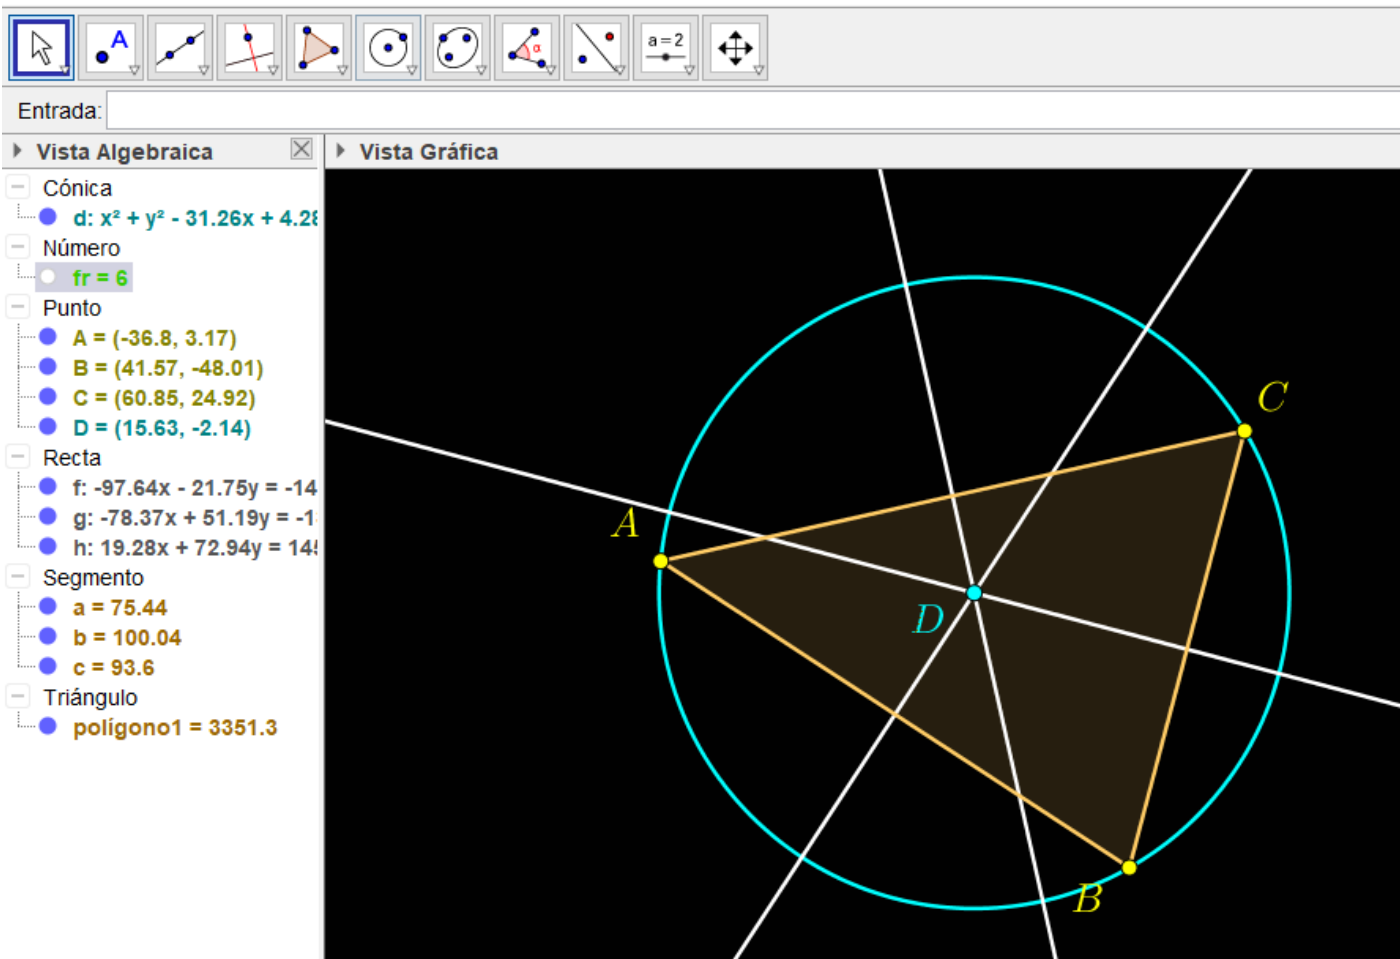 A
α
a=2
Entrada:
Vista Algebraica
Vista Gráfica
Cónica
d: x² + y² - 31.26x + 4.28
Número
fr = 6
Punto
A = (-36.8, 3.17)
B = (41.57, -48.01)
C = (60.85, 24.92)
D = (15.63, -2.14)
Recta
f: -97.64x - 21.75y = -14
g: -78.37x + 51.19y = -1
h: 19.28x + 72.94y = 145
Segmento
a = 75.44
b = 100.04
c = 93.6
Triángulo
polígono1 = 3351.3
C
A
D
B